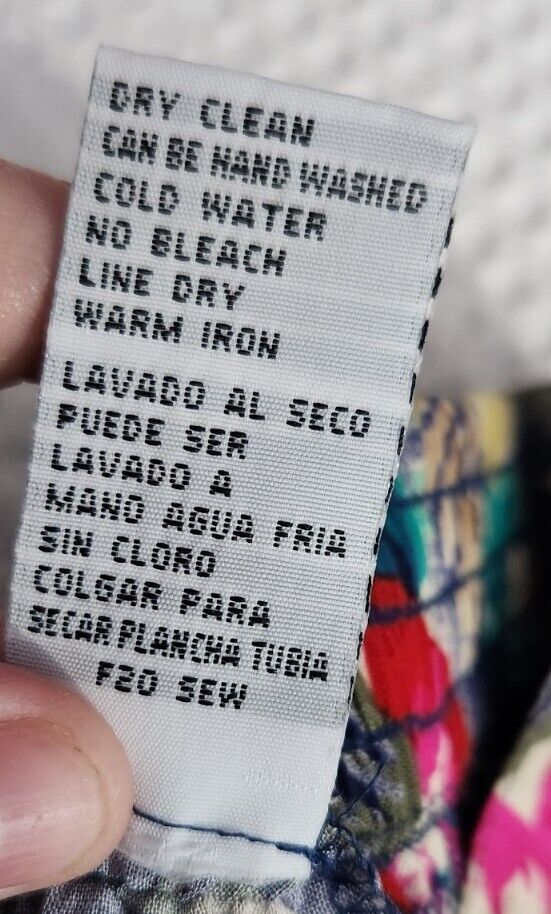 DRY CLEAN
CAN BE HAND WASHED
COLD WATER
NO BLEACH
LINE DRY
WARM IRON
LAVADO AL SECO
PUEDE SER
LAVADO A
MANO AGUA FRIA
SIN CLORO
COLGAR PARA
SECAR PLANCHA TUBIA
F20 SEW